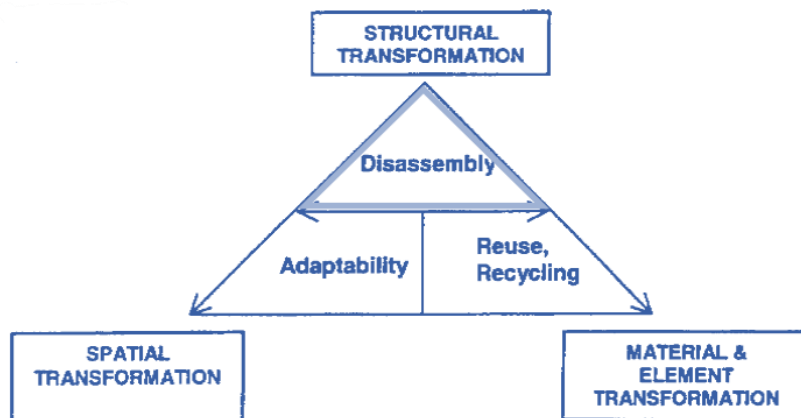 STRUCTURAL
TRANSFORMATION
Disassembly
Adaptability
Reuse,
Recycling
SPATIAL
TRANSFORMATION
MATERIAL &
ELEMENT
TRANSFORMATION